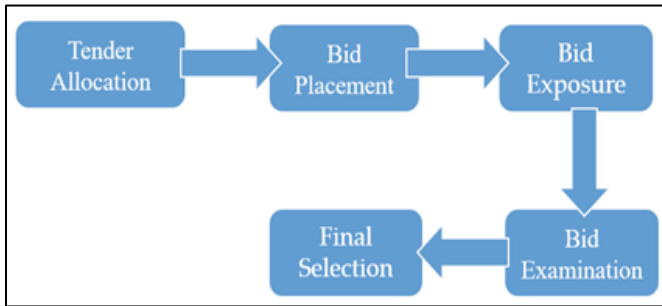 Tender
Allocation
Bid
Placement
Bid
Exposure
Bid
Examination
Final
Selection